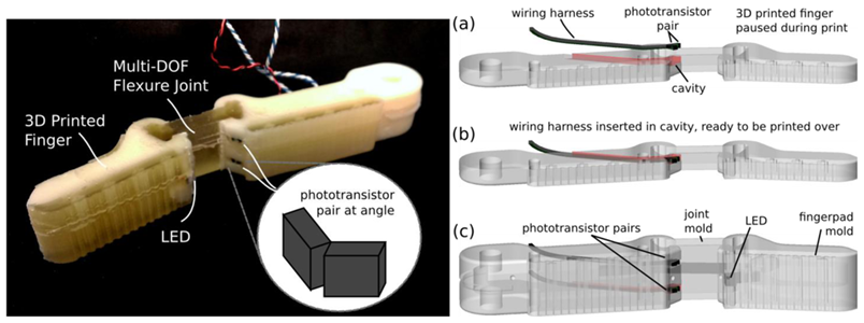 Multi-DOF
Flexure Joint
3D Printed
Finger
LED
phototransistor
pair at angle
(a)
wiring harness
phototransistor
pair
3D printed finger
paused during print
cavity
(b)
wiring harness inserted in cavity, ready to be printed over
(c)
phototransistor pairs
joint
mold
LED
fingerpad
mold